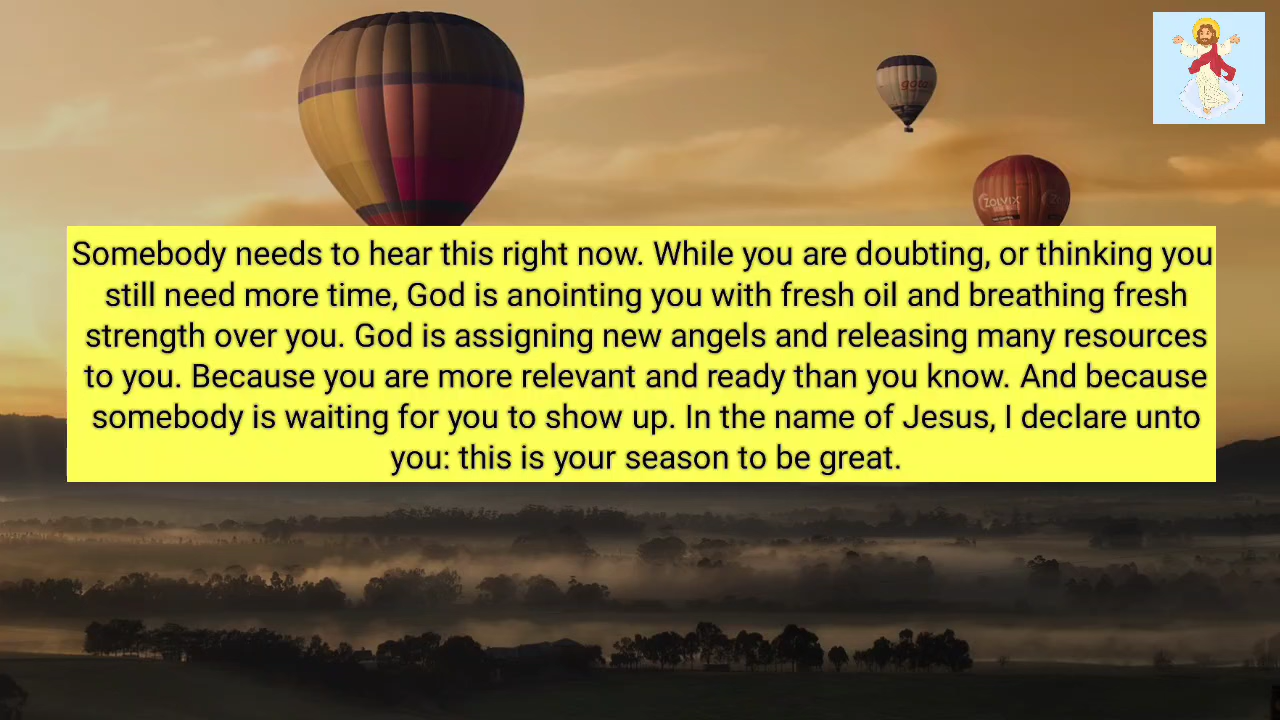 goto
ZOLVIX
Somebody needs to hear this right now. While you are doubting, or thinking you
still need more time, God is anointing you with fresh oil and breathing fresh
strength over you. God is assigning new angels and releasing many resources
to you. Because you are more relevant and ready than you know. And because
somebody is waiting for you to show up. In the name of Jesus, I declare unto
you: this is your season to be great.